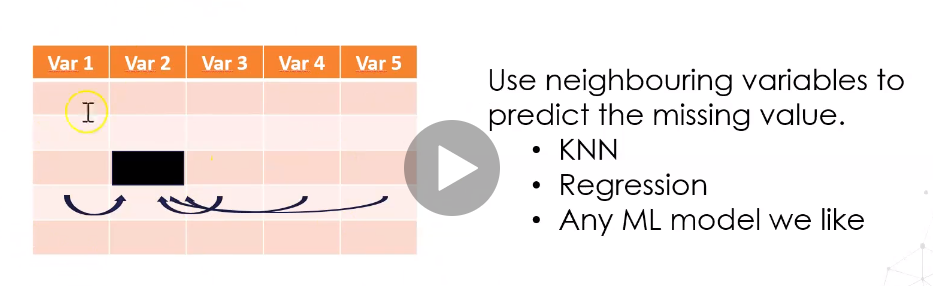 Var 1 Var 2 Var 3 Var 4 Var 5
Use neighbouring variables to
predict the missing value.
• KNN
• Regression
• Any ML model we like